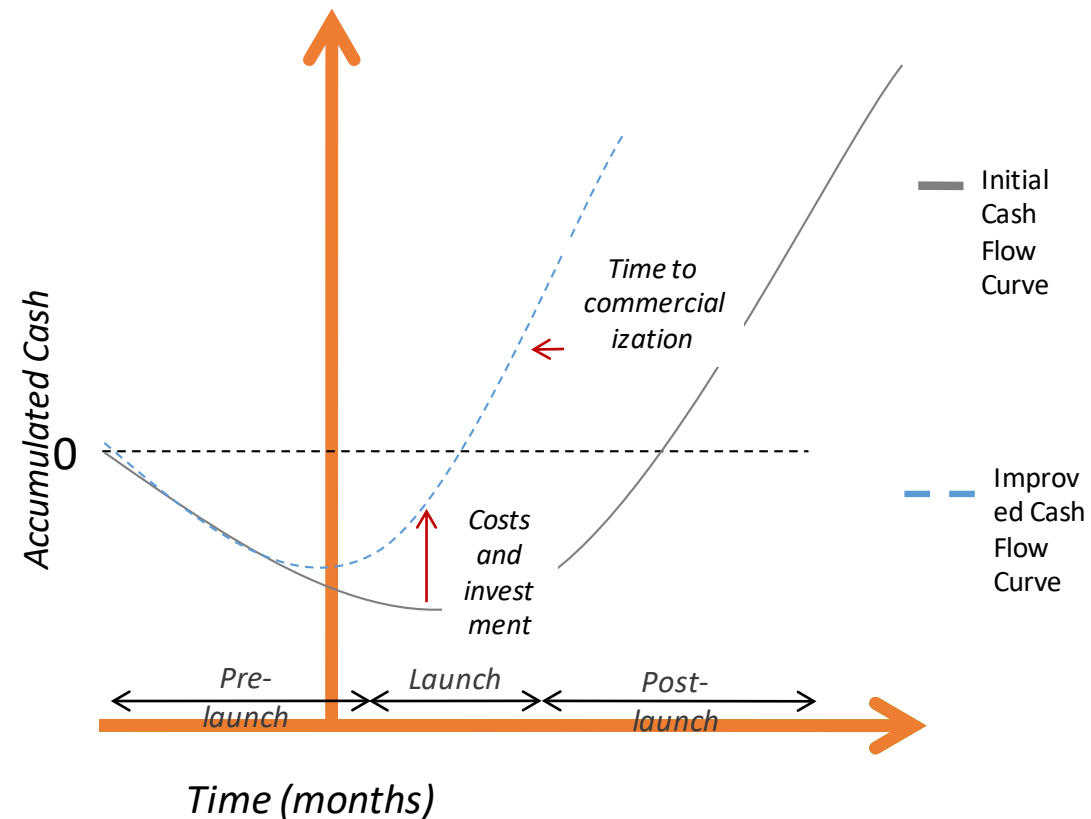 Accumulated Cash
0
Time to
commercial
ization
Costs
and
invest
ment
Pre-
launch
Launch
Post-
launch
Time (months)
Initial
Cash
Flow
Curve
Improv
ed Cash
Flow
Curve